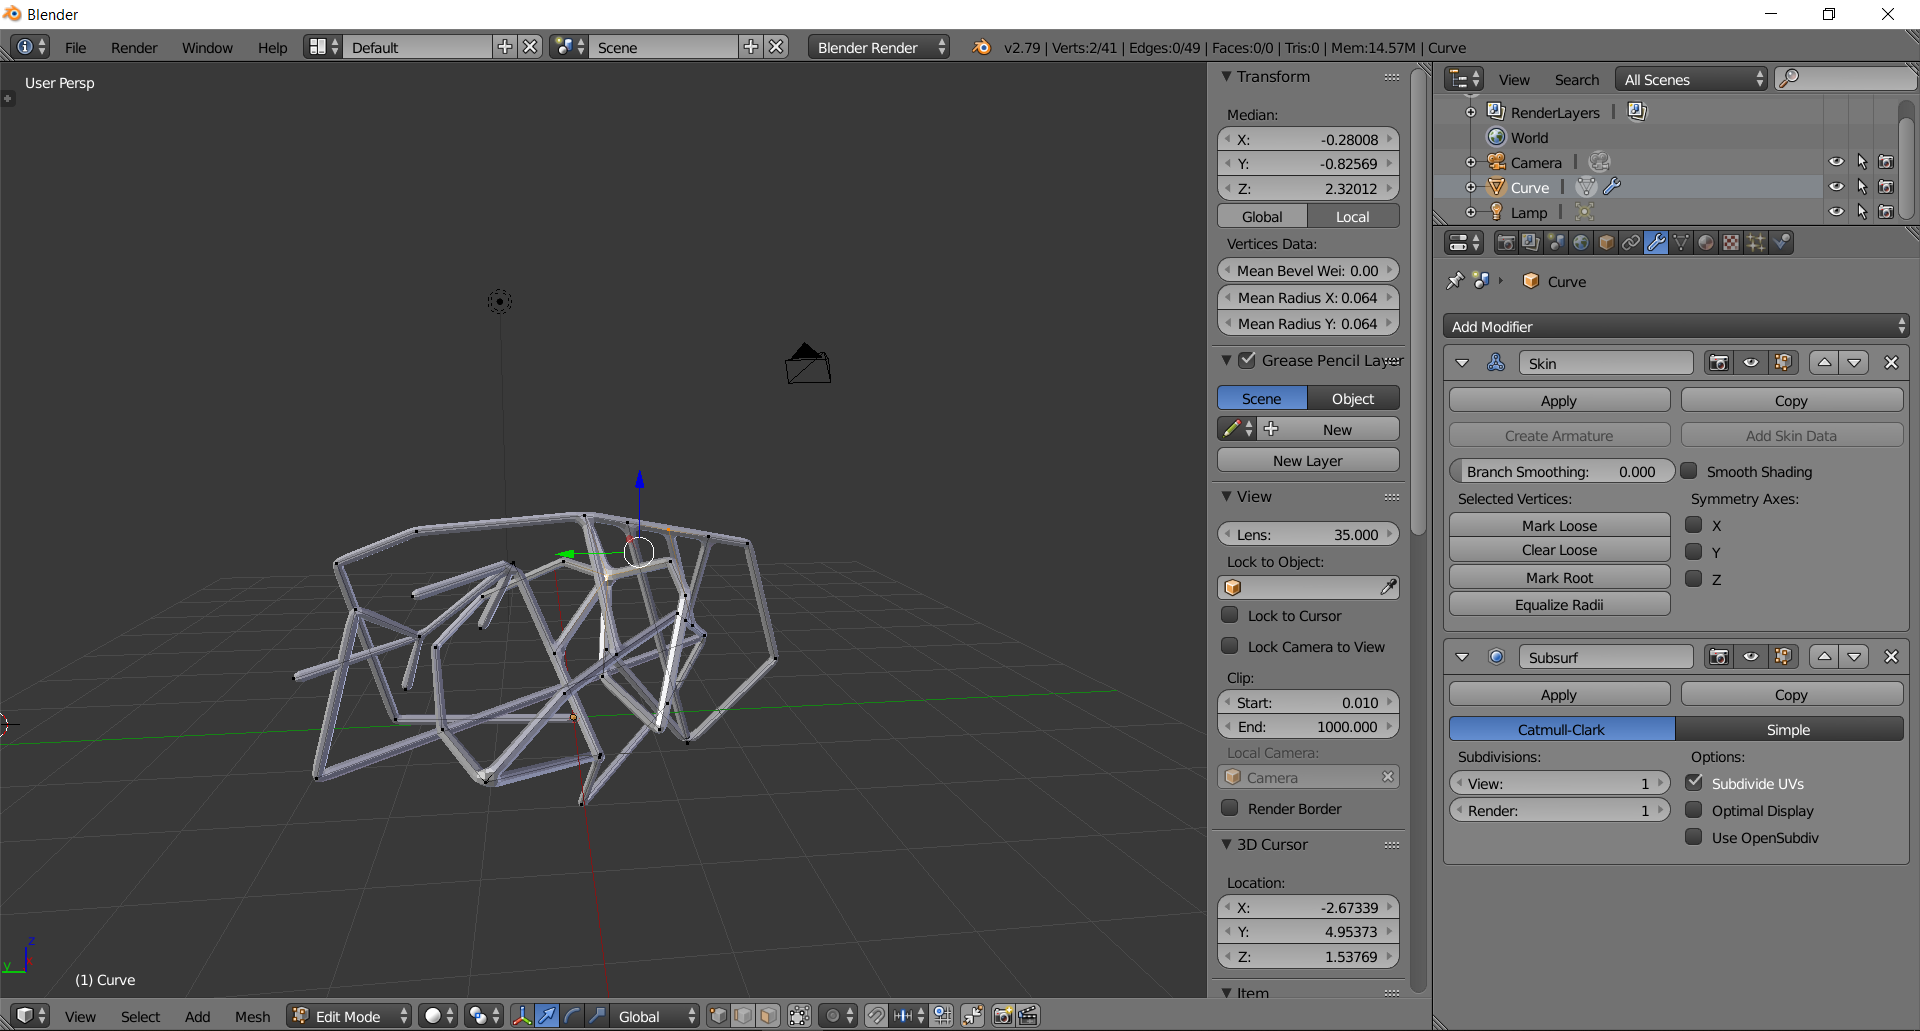 Blender
File Render Window Help Default Scene Blender Render v2.79 | Verts:2/41 | Edges:0/49 | Faces:0/0 | Tris:0 | Mem:14.57M | Curve
User Persp
(1) Curve
z
y
View Select Add Mesh Edit Mode Global
Transform
Median:
X: -0.28008
Y: -0.82569
Z: 2.32012
Global Local
Vertices Data:
Mean Bevel Wei: 0.00
Mean Radius X: 0.064
Mean Radius Y: 0.064
Grease Pencil Layer
Scene Object
New
New Layer
View
Lens: 35.000
Lock to Object:
Lock to Cursor
Lock Camera to View
Clip:
Start: 0.010
End: 1000.000
Local Camera:
Camera
Render Border
3D Cursor
Location:
X: -2.67339
Y: 4.95373
Z: 1.53769
Item
View Search All Scenes
RenderLayers
World
Camera
Curve
Lamp
Curve
Add Modifier
Skin
Apply Copy
Create Armature Add Skin Data
Branch Smoothing: 0.000 Smooth Shading
Selected Vertices: Symmetry Axes:
Mark Loose X
Clear Loose Y
Mark Root Z
Equalize Radii
Subsurf
Apply Copy
Catmull-Clark Simple
Subdivisions: Options:
View: 1 Subdivide UVs
Render: 1 Optimal Display
Use OpenSubdiv